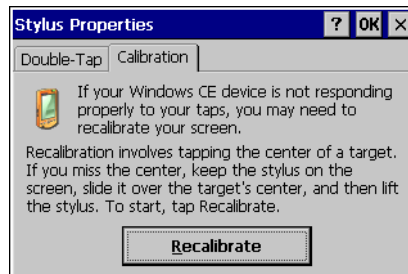 Stylus Properties ? OK ×
Double-Tap Calibration
If your Windows CE device is not responding
properly to your taps, you may need to
recalibrate your screen.
Recalibration involves tapping the center of a target.
If you miss the center, keep the stylus on the
screen, slide it over the target's center, and then lift
the stylus. To start, tap Recalibrate.
Recalibrate